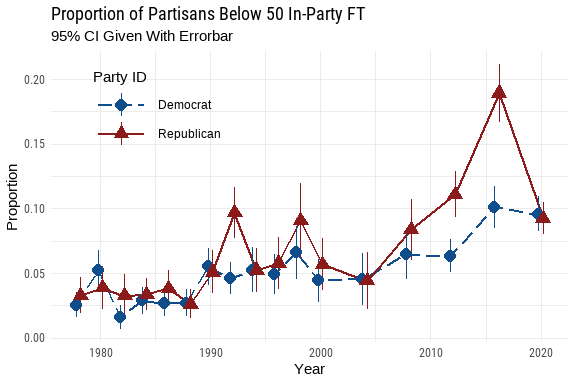 Proportion of Partisans Below 50 In-Party FT
95% CI Given With Errorbar
Party ID
Democrat
Republican
Proportion
0.20
0.15
0.10
0.05
0.00
1980 1990 2000 2010 2020
Year